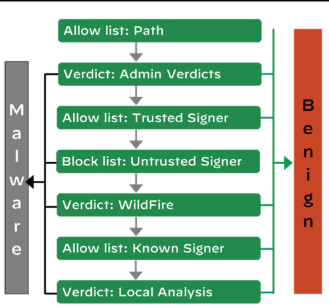 Allow list: Path
Verdict: Admin Verdicts
Allow list: Trusted Signer
Block list: Untrusted Signer
Verdict: WildFire
Allow list: Known Signer
Verdict: Local Analysis
Malware
Benign